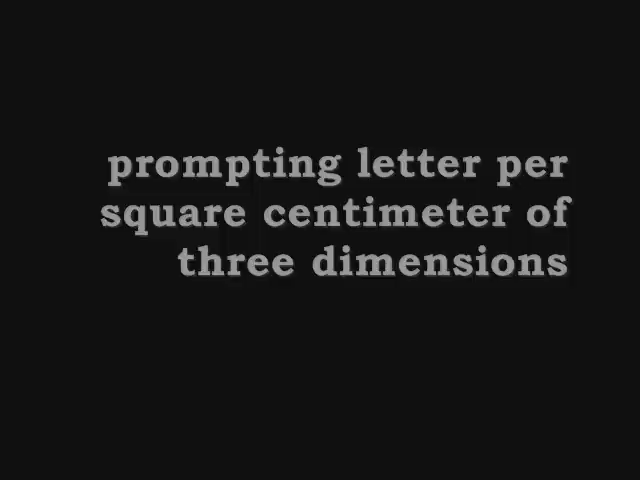 prompting letter per
square centimeter of
three dimensions